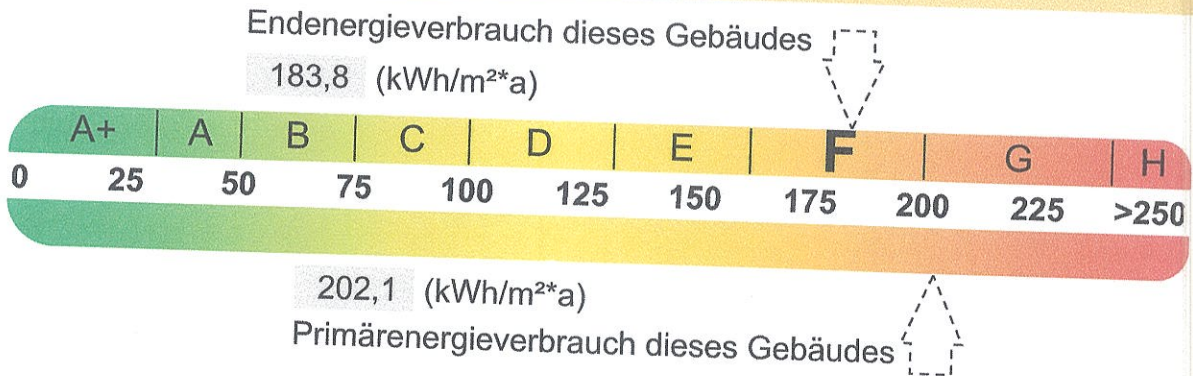 Endenergieverbrauch dieses Gebäudes
183,8 (kWh/m²*a)
A+ A B C D E F G H
0 25 50 75 100 125 150 175 200 225 >250
202,1 (kWh/m²*a)
Primärenergieverbrauch dieses Gebäudes